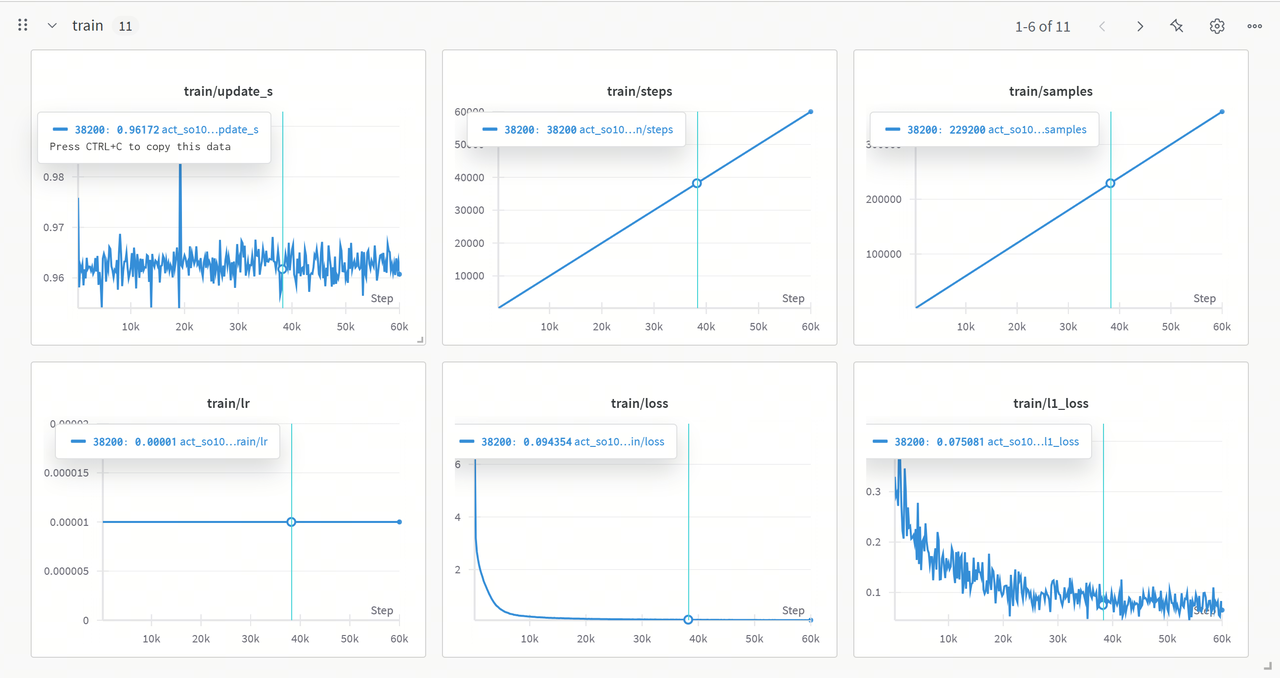 train 11
1-6 of 11
train/update_s
38200: 0.96172 act_so10...pdate_s
Press CTRL+C to copy this data
0.98
0.97
0.96
Step
10k 20k 30k 40k 50k 60k
train/steps
38200: 38200 act_so10...n/steps
60000
50000
40000
30000
20000
10000
Step
10k 20k 30k 40k 50k 60k
train/samples
38200: 229200 act_so10...samples
300000
200000
100000
Step
10k 20k 30k 40k 50k 60k
train/lr
38200: 0.00001 act_so10...rain/lr
0.00002
0.000015
0.00001
0.000005
0
Step
10k 20k 30k 40k 50k 60k
train/loss
38200: 0.094354 act_so10...in/loss
6
4
2
Step
10k 20k 30k 40k 50k 60k
train/l1_loss
38200: 0.075081 act_so10...l1_loss
0.3
0.2
0.1
Step
10k 20k 30k 40k 50k 60k